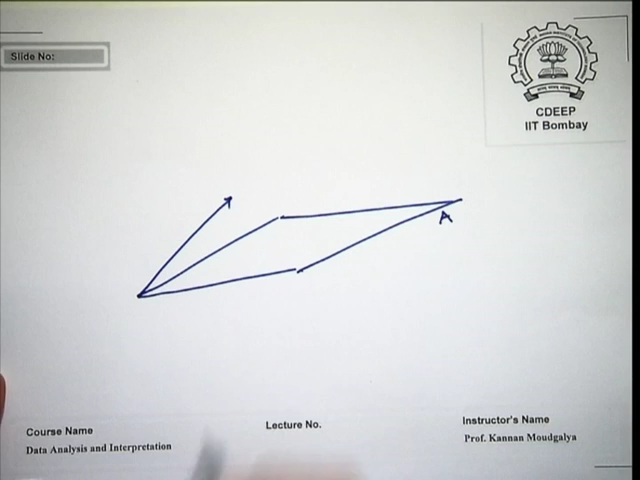 Slide No:
CDEEP
IIT Bombay
A
Course Name
Lecture No.
Instructor's Name
Data Analysis and Interpretation
Prof. Kannan Moudgalya